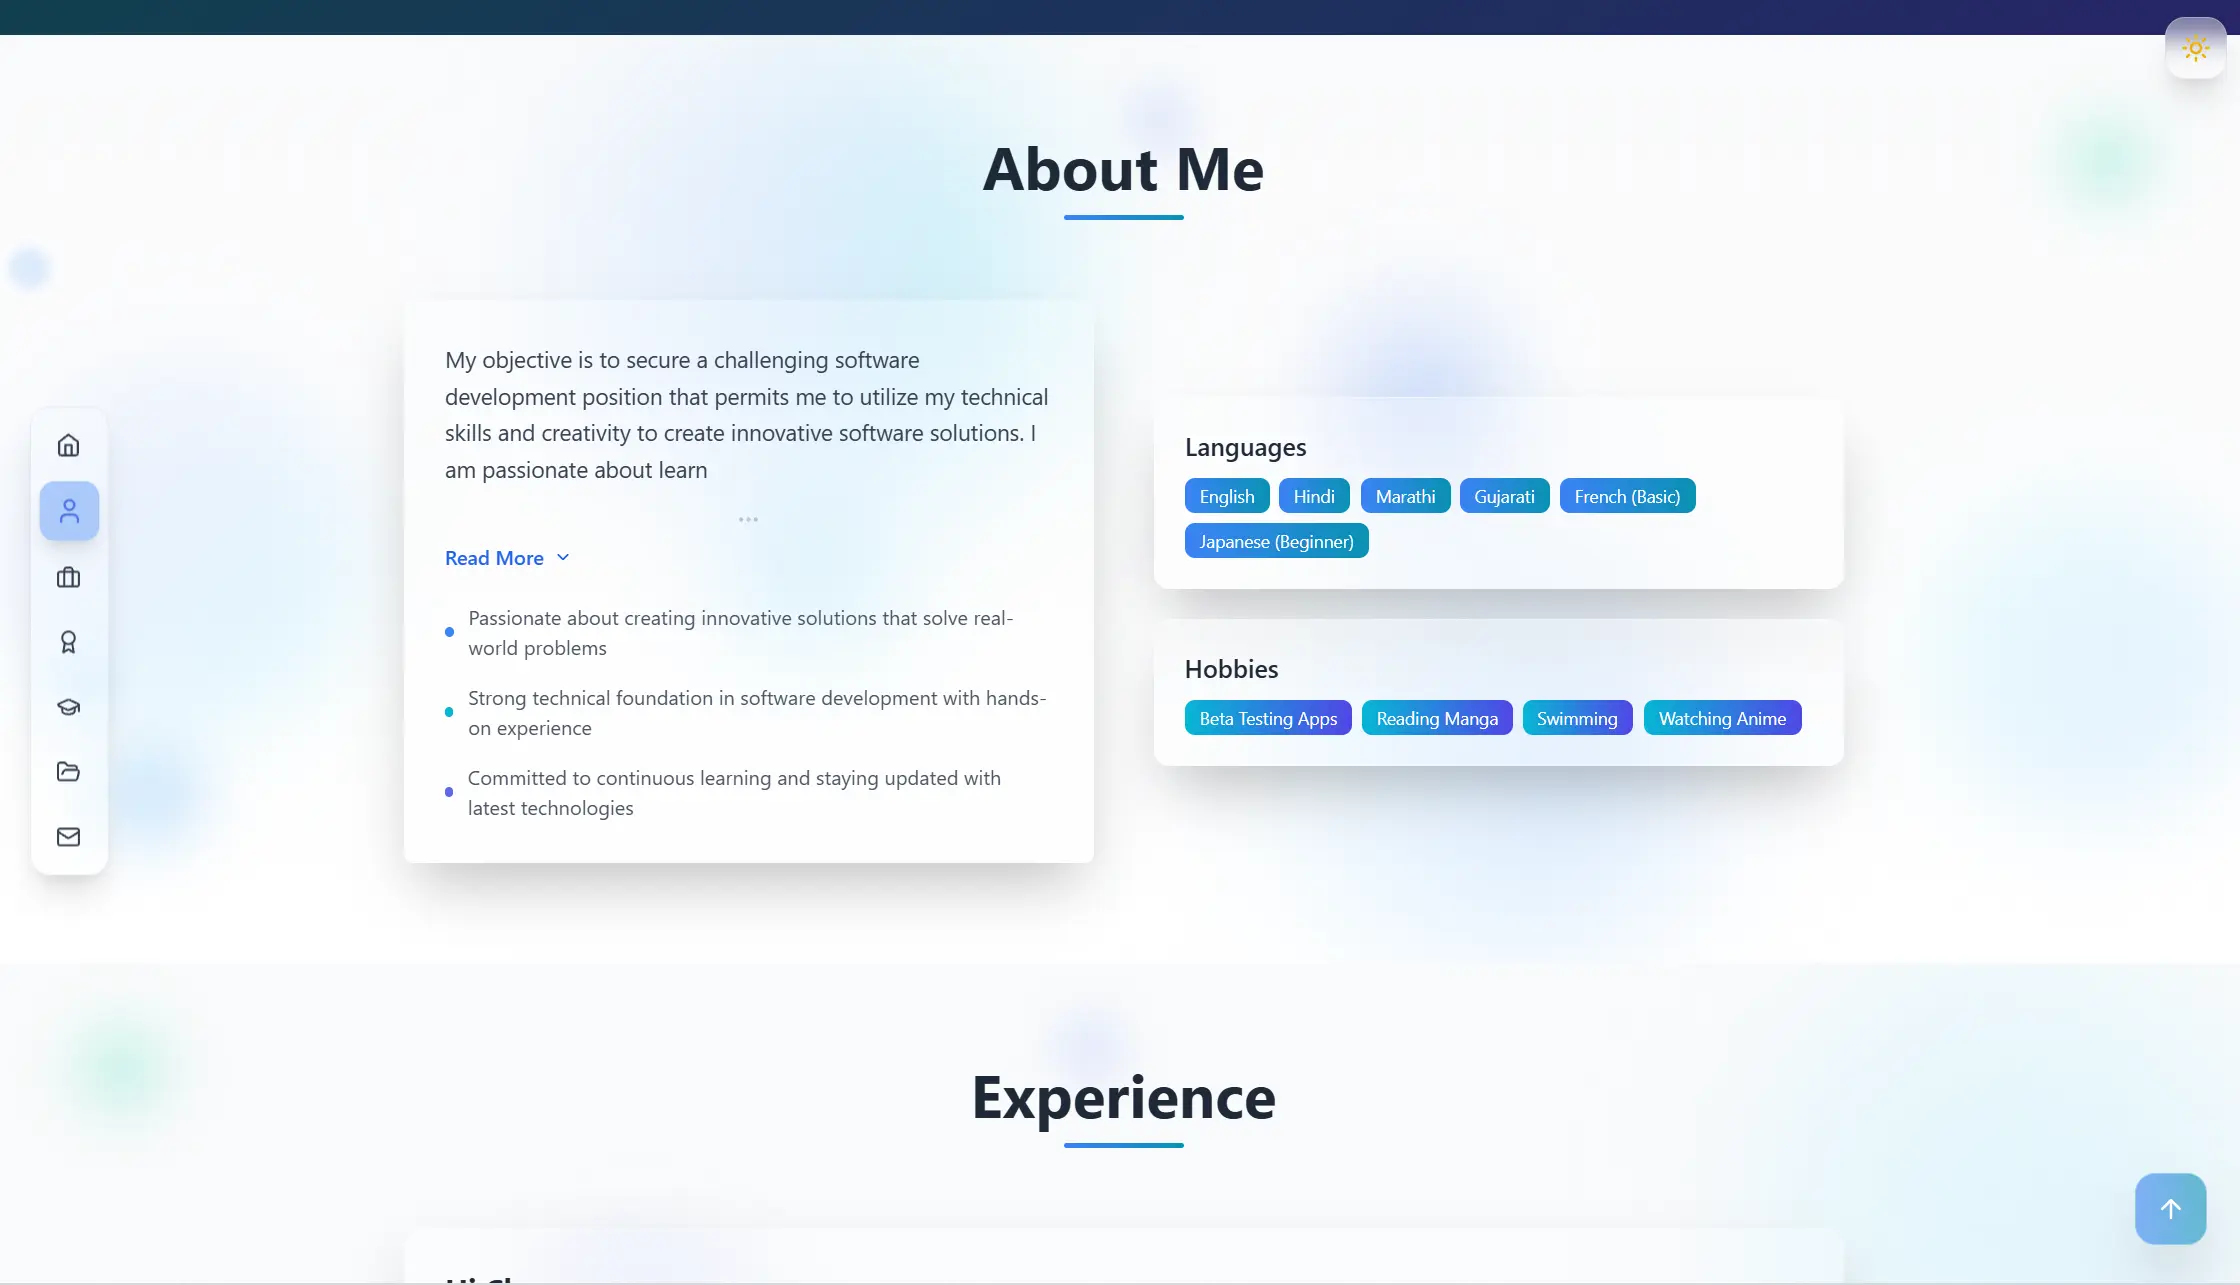 About Me
My objective is to secure a challenging software
development position that permits me to utilize my technical
skills and creativity to create innovative software solutions. I
am passionate about learn
...
Read More
Passionate about creating innovative solutions that solve real-
world problems
Strong technical foundation in software development with hands-
on experience
Committed to continuous learning and staying updated with
latest technologies
Languages
English Hindi Marathi Gujarati French (Basic)
Japanese (Beginner)
Hobbies
Beta Testing Apps Reading Manga Swimming Watching Anime
Experience